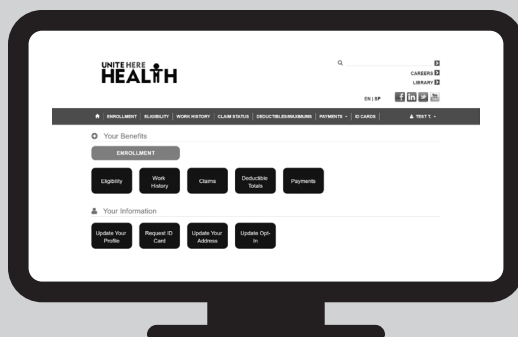 UNITE HERE
HEALTH
CAREERS
LIBRARY
EN | SP
ENROLLMENT | ELIGIBILITY | WORK HISTORY | CLAIM STATUS | DEDUCTIBLES/MAXIMUMS | PAYMENTS | ID CARDS | TEST T.
Your Benefits
ENROLLMENT
Eligibility
Work
History
Claims
Deductible
Totals
Payments
Your Information
Update Your
Profile
Request ID
Card
Update Your
Address
Update Opt-
In